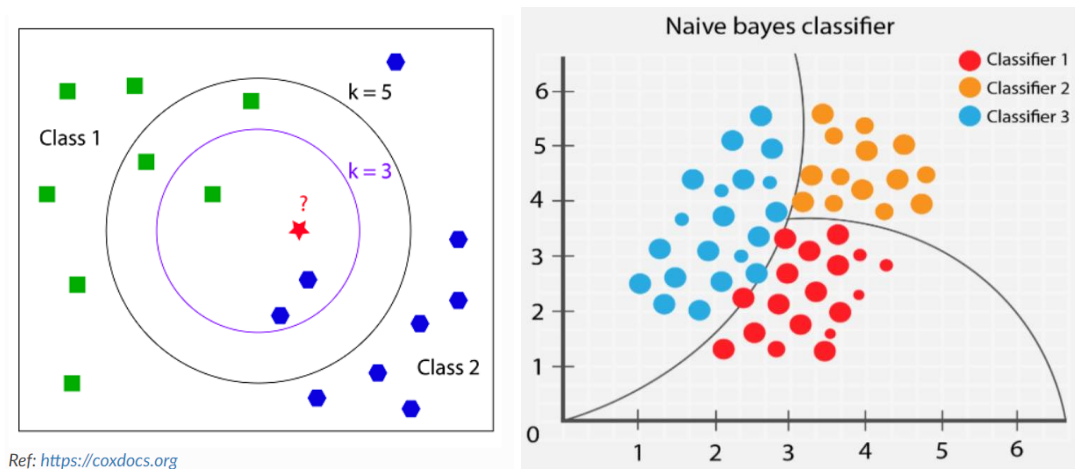 k = 5
Class 1
k = 3
?
Class 2
Ref: https://coxdocs.org
Naive bayes classifier
Classifier 1
Classifier 2
Classifier 3
6
5
4
3
2
1
0
1 2 3 4 5 6